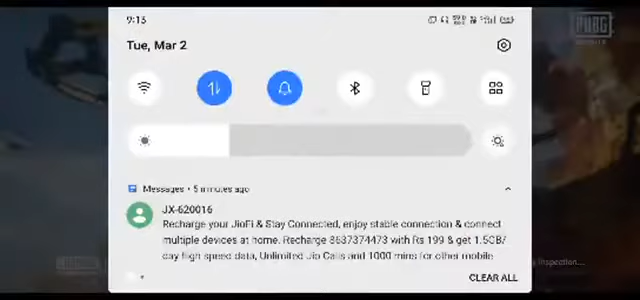 9:13
PUBG
Tue, Mar 2
Messages • 5 minutes ago
JX-620016
Recharge your JioFi & Stay Connected, enjoy stable connection & connect
multiple devices at home. Recharge 8637374473 with Rs 199 & get 1.5GB/
day high speed data, Unlimited Jio Calls and 1000 mins for other mobile
CLEAR ALL